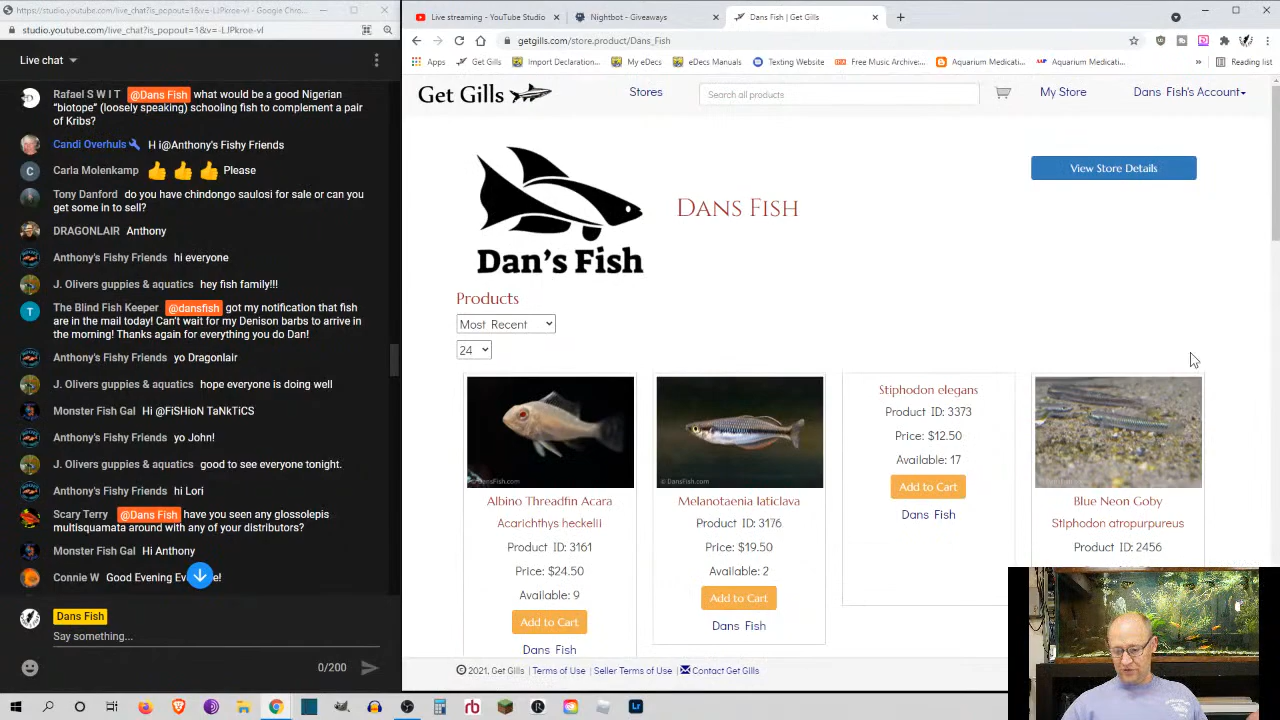 https://studio.youtube.com/live_chat?is_popout=1&v=-LJPkroe-vI - Google Chro...
studio.youtube.com/live_chat?is_popout=1&v=-LJPkroe-vI
Live chat
Rafael S W I T @Dans Fish what would be a good Nigerian
"biotope" (loosely speaking) schooling fish to complement a pair
of Kribs?
Candi Overhuls Hi i@Anthony's Fishy Friends
Carla Molenkamp 👍 👍 👍 Please
Tony Danford do you have chindongo saulosi for sale or can you
get some in to sell?
DRAGONLAIR Anthony
Anthony's Fishy Friends hi everyone
J. Olivers guppies & aquatics hey fish family!!!
The Blind Fish Keeper @dansfish got my notification that fish
are in the mail today! Can't wait for my Denison barbs to arrive in
the morning! Thanks again for everything you do Dan!
Anthony's Fishy Friends yo Dragonlair
J. Olivers guppies & aquatics hope everyone is doing well
Monster Fish Gal Hi @FiSHioN TaNkTiCS
Anthony's Fishy Friends yo John!
J. Olivers guppies & aquatics good to see everyone tonight.
Anthony's Fishy Friends hi Lori
Scary Terry @Dans Fish have you seen any glossolepis
multisquamata around with any of your distributors?
Monster Fish Gal Hi Anthony
Connie W Good Evening Ev e!
Dans Fish
Say something...
0/200
Live streaming - YouTube Studio
Nightbot - Giveaways
Dans Fish | Get Gills
getgills.com/store.product/Dans_Fish
Apps Get Gills Import Declaration... My eDecs eDecs Manuals Texting Website Free Music Archive:... Aquarium Medicati... Aquarium Medicati... » Reading list
Get Gills
Stores
Search all products
My Store
Dans Fish's Account
View Store Details
Dans Fish
Dan's Fish
Products
Most Recent
24
© DansFish.com
Albino Threadfin Acara
Acarichthys heckelii
Product ID: 3161
Price: $24.50
Available: 9
Add to Cart
Dans Fish
© DansFish.com
Melanotaenia laticlava
Product ID: 3176
Price: $19.50
Available: 2
Add to Cart
Dans Fish
Stiphodon elegans
Product ID: 3373
Price: $12.50
Available: 17
Add to Cart
Dans Fish
Blue Neon Goby
Stiphodon atropurpureus
Product ID: 2456
© 2021, Get Gills | Terms of Use | Seller Terms of Use | Contact Get Gills